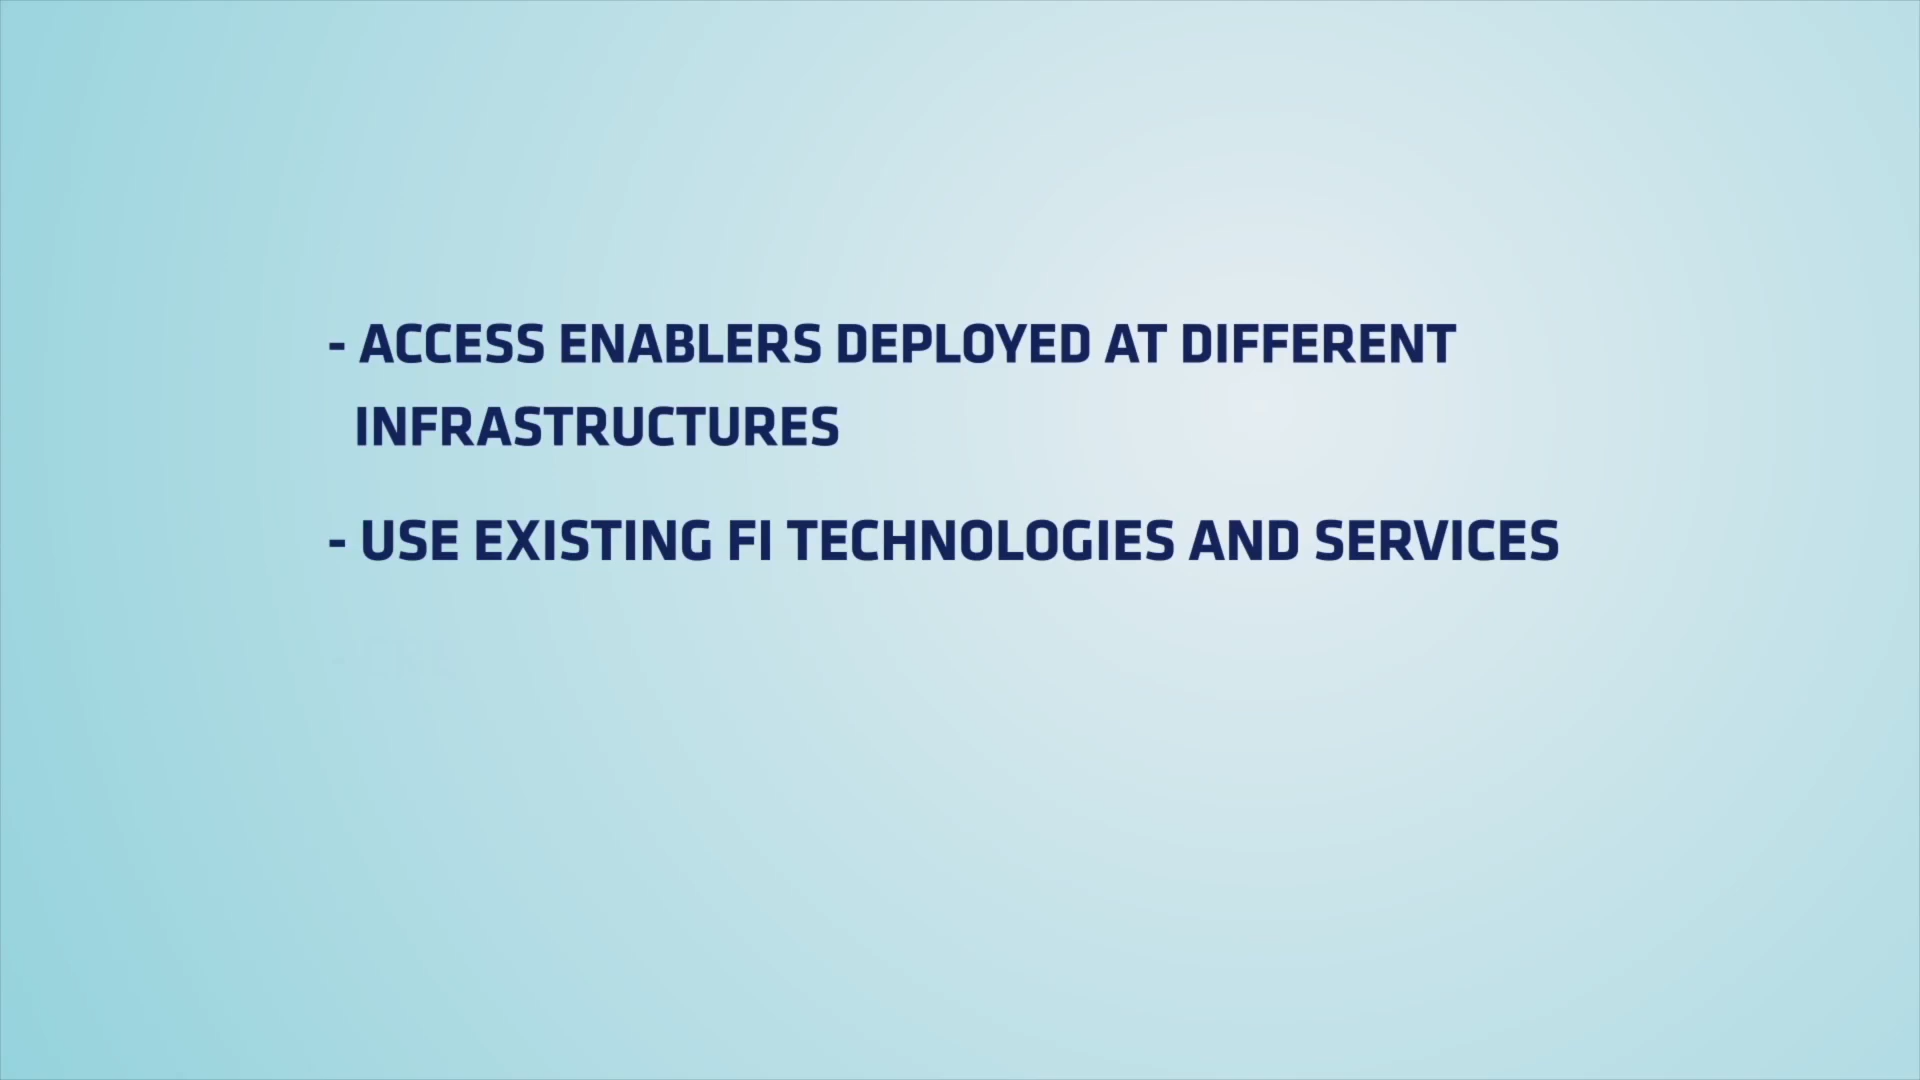 - ACCESS ENABLERS DEPLOYED AT DIFFERENT
INFRASTRUCTURES
- USE EXISTING FI TECHNOLOGIES AND SERVICES